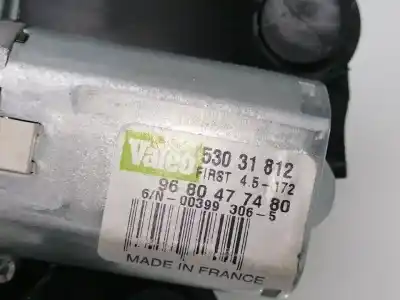 Valeo
530 31 812
FIRST 4.5-172
96 80 47 74 80
6/N-00399 306-5
MADE IN FRANCE